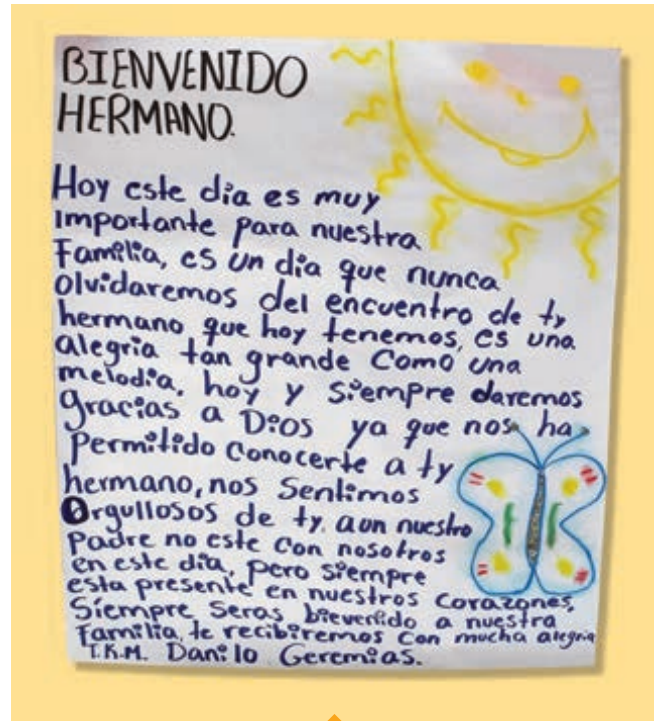 BIENVENIDO
HERMANO.
Hoy este dia es muy
importante para nuestra
Familia, es un dia que nunca
olvidaremos del encuentro de ty
hermano que hoy tenemos, es una
alegria tan grande Como una
melodia, hoy y siempre daremos
gracias a Dios ya que nos ha
Permitido conocerte a ty
hermano, nos Sentimos
Orgullosos de ty. aun nuestro
Padre no este con nosotros
en este dia, pero siempre
esta presente en nuestros corazones,
Siempre seras bievenido a nuestra
familia, te recibiremos con mucha alegria
T.K.M. Danilo Geremias.